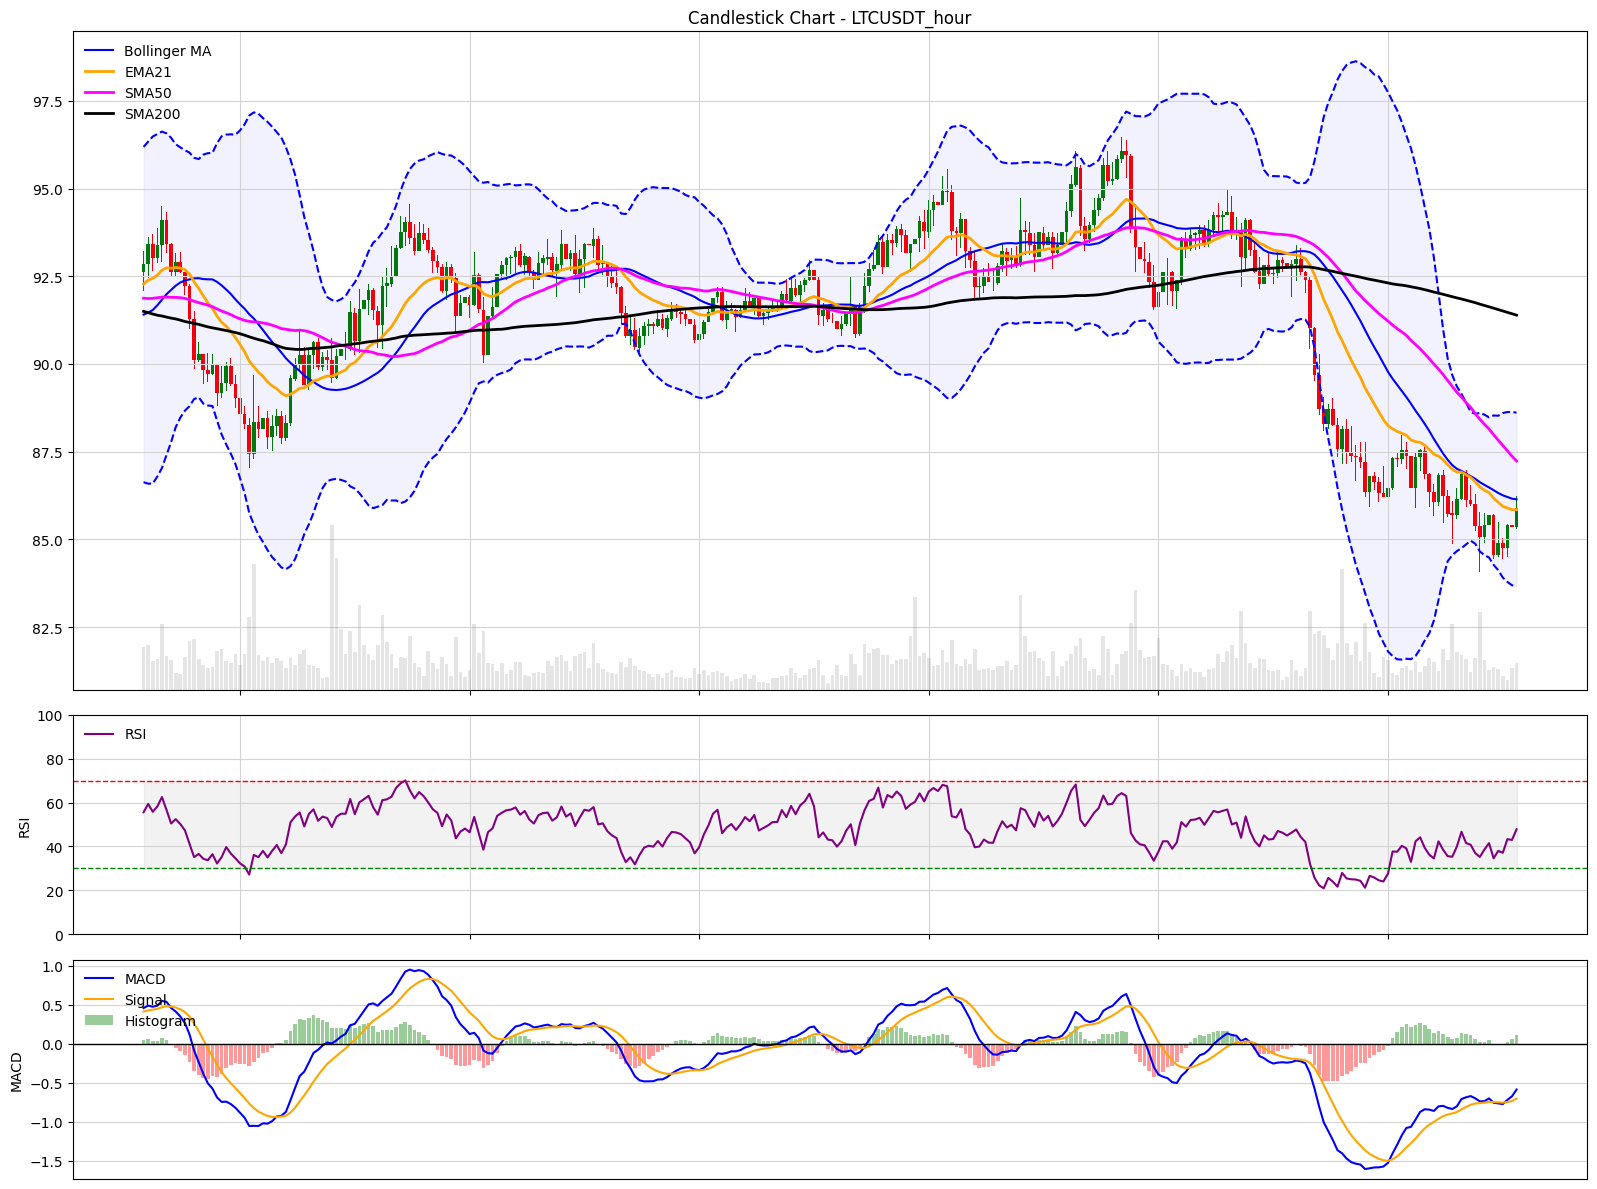 Candlestick Chart - LTCUSDT_hour
Bollinger MA
EMA21
SMA50
SMA200
97.5
95.0
92.5
90.0
87.5
85.0
82.5
RSI
100
80
60
40
20
0
RSI
MACD
Signal
Histogram
1.0
0.5
0.0
−0.5
−1.0
−1.5
MACD